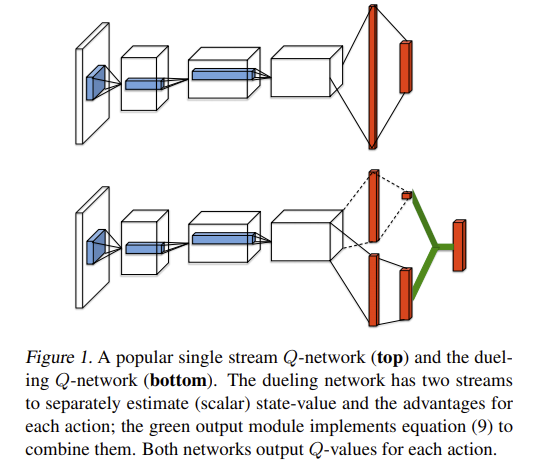 Figure 1. A popular single stream Q-network (top) and the duel-
ing Q-network (bottom). The dueling network has two streams
to separately estimate (scalar) state-value and the advantages for
each action; the green output module implements equation (9) to
combine them. Both networks output Q-values for each action.